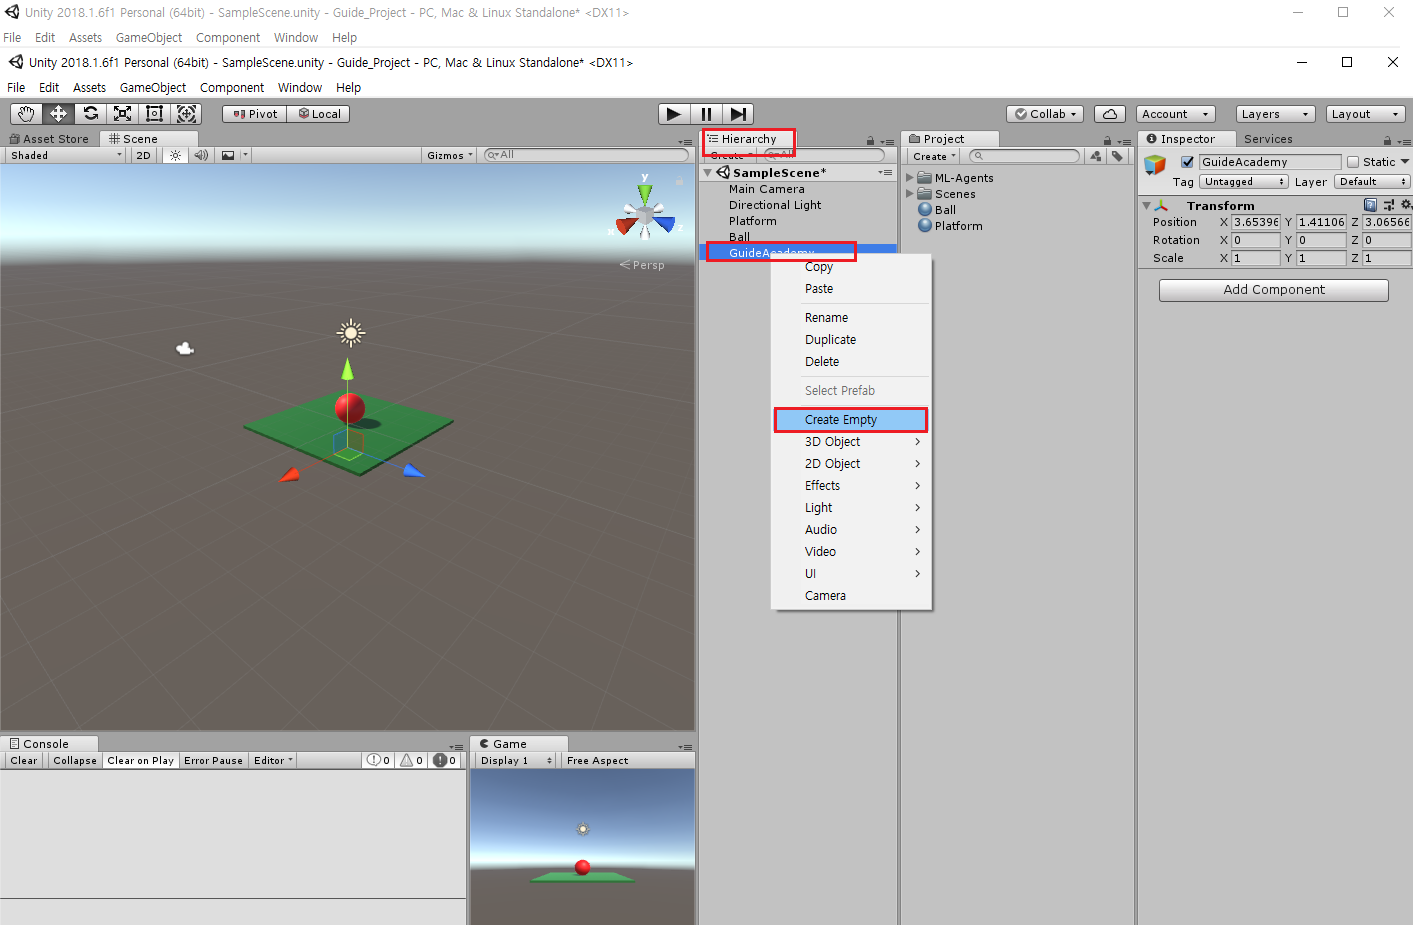 Unity 2018.1.6f1 Personal (64bit) - SampleScene.unity - Guide_Project - PC, Mac & Linux Standalone* <DX11>
File Edit Assets GameObject Component Window Help
Unity 2018.1.6f1 Personal (64bit) - SampleScene.unity - Guide_Project - PC, Mac & Linux Standalone* <DX11>
File Edit Assets GameObject Component Window Help
Pivot Local Collab Account Layers Layout
Asset Store Scene
Shaded 2D Gizmos All
y
x
z
Persp
Hierarchy
Create All
SampleScene*
Main Camera
Directional Light
Platform
Ball
GuideAcademy
Copy
Paste
Rename
Duplicate
Delete
Select Prefab
Create Empty
3D Object
2D Object
Effects
Light
Audio
Video
UI
Camera
Project
Create
ML-Agents
Scenes
Ball
Platform
Inspector Services
GuideAcademy Static
Tag Untagged Layer Default
Transform
Position X 3.65396 Y 1.41106 Z 3.06566
Rotation X 0 Y 0 Z 0
Scale X 1 Y 1 Z 1
Add Component
Console
Clear Collapse Clear on Play Error Pause Editor 0 0 0
Game
Display 1 Free Aspect